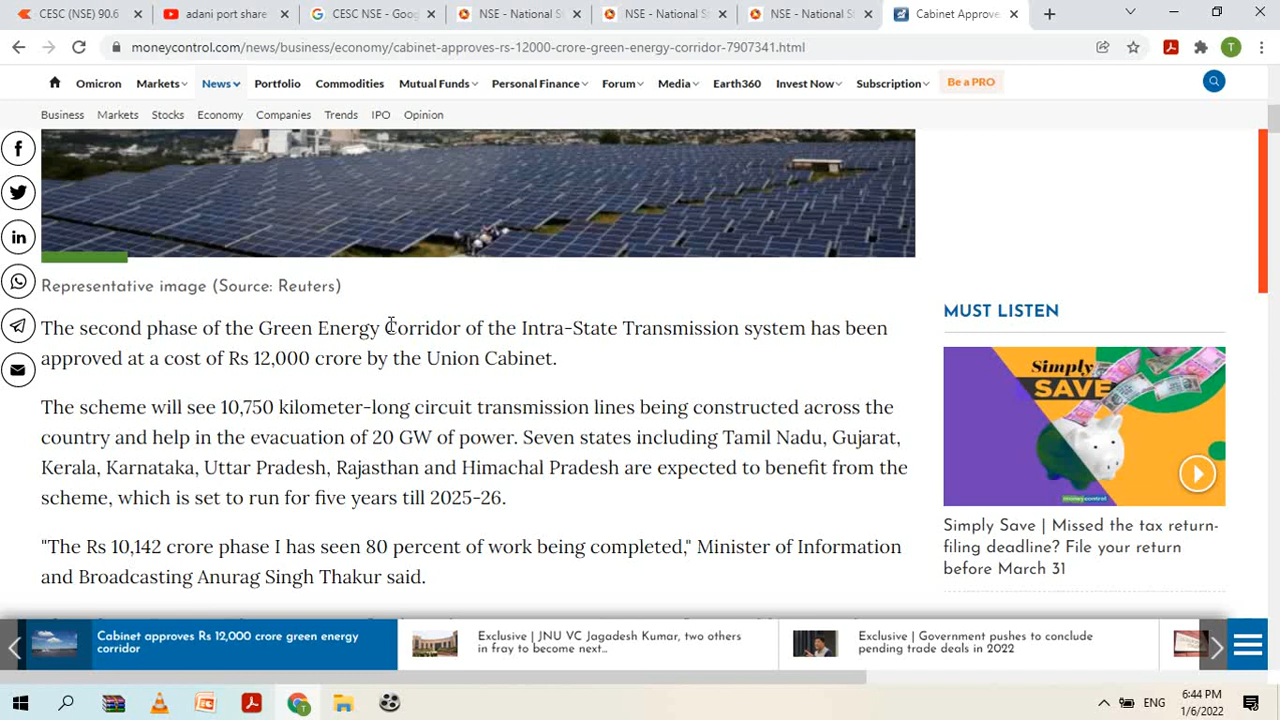 CESC (NSE) 90.6
adani port share
CESC NSE - Goo
NSE - National S
NSE - National S
NSE - National S
Cabinet Approve
moneycontrol.com/news/business/economy/cabinet-approves-rs-12000-crore-green-energy-corridor-7907341.html
T
Omicron Markets News Portfolio Commodities Mutual Funds Personal Finance Forum Media Earth360 Invest Now Subscription Be a PRO
Business Markets Stocks Economy Companies Trends IPO Opinion
Representative image (Source: Reuters)
The second phase of the Green Energy Corridor of the Intra-State Transmission system has been
approved at a cost of Rs 12,000 crore by the Union Cabinet.
The scheme will see 10,750 kilometer-long circuit transmission lines being constructed across the
country and help in the evacuation of 20 GW of power. Seven states including Tamil Nadu, Gujarat,
Kerala, Karnataka, Uttar Pradesh, Rajasthan and Himachal Pradesh are expected to benefit from the
scheme, which is set to run for five years till 2025-26.
"The Rs 10,142 crore phase I has seen 80 percent of work being completed," Minister of Information
and Broadcasting Anurag Singh Thakur said.
MUST LISTEN
Simply
SAVE
moneycontrol
Simply Save | Missed the tax return-
filing deadline? File your return
before March 31
Cabinet approves Rs 12,000 crore green energy
corridor
Exclusive | JNU VC Jagadesh Kumar, two others
in fray to become next...
Exclusive | Government pushes to conclude
pending trade deals in 2022
ENG
6:44 PM
1/6/2022